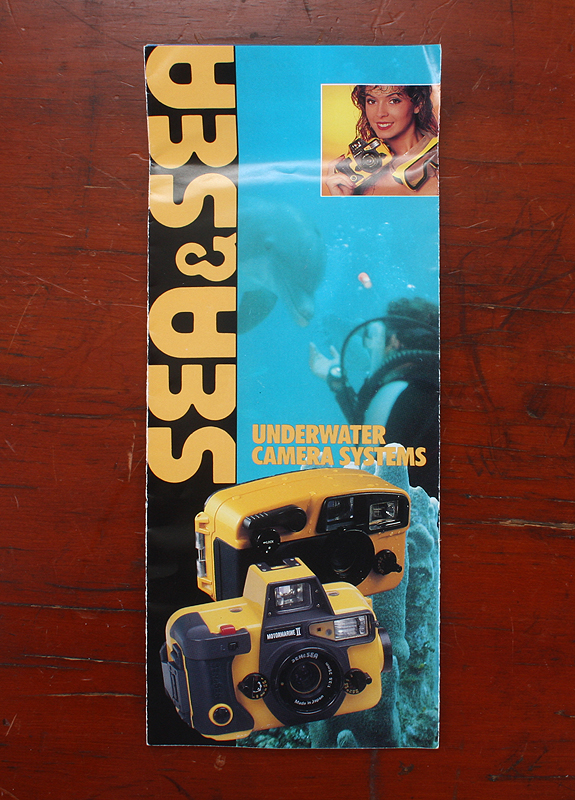 SEA&SEA
UNDERWATER
CAMERA SYSTEMS
MOTORMARINE II
SEA&SEA
Made in Japan